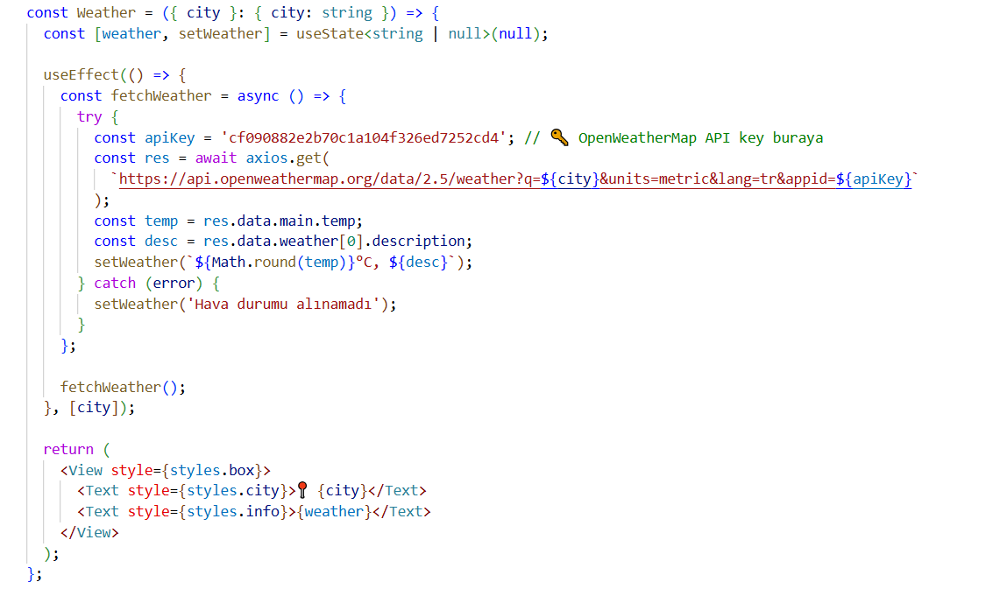 const Weather = ({ city }: { city: string }) => {
const [weather, setWeather] = useState<string | null>(null);
useEffect(() => {
const fetchWeather = async () => {
try {
const apiKey = 'cf090882e2b70c1a104f326ed7252cd4'; // 🔑 OpenWeatherMap API key buraya
const res = await axios.get(
`https://api.openweathermap.org/data/2.5/weather?q=${city}&units=metric&lang=tr&appid=${apiKey}`
);
const temp = res.data.main.temp;
const desc = res.data.weather[0].description;
setWeather(`${Math.round(temp)}°C, ${desc}`);
} catch (error) {
setWeather('Hava durumu alınamadı');
}
};
fetchWeather();
}, [city]);
return (
<View style={styles.box}>
<Text style={styles.city}>📍 {city}</Text>
<Text style={styles.info}>{weather}</Text>
</View>
);
};